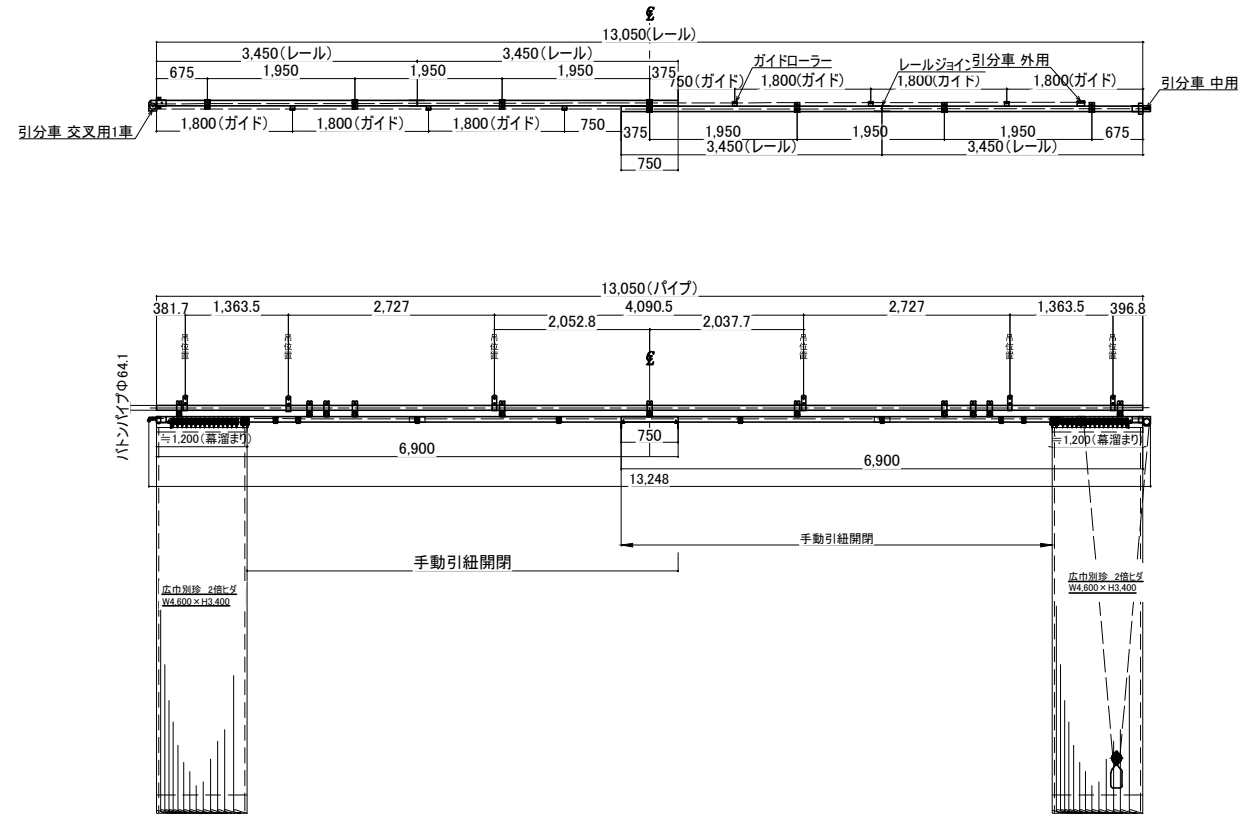 ℄
13,050(レール)
3,450(レール)
3,450(レール)
ガイドローラー
レールジョイン
引分車 外用
675
1,950
1,950
1,950
375
750(ガイド)
1,800(ガイド)
1,800(ガイド)
1,800(ガイド)
引分車 中用
引分車 交叉用1車
1,800(ガイド)
1,800(ガイド)
1,800(ガイド)
750
375
1,950
1,950
1,950
675
3,450(レール)
3,450(レール)
750
13,050(パイプ)
381.7
1,363.5
2,727
4,090.5
2,727
1,363.5
396.8
2,052.8
2,037.7
℄
バトンパイプΦ64.1
≒1,200(幕溜まり)
750
≒1,200(幕溜まり)
6,900
6,900
13,248
手動引紐開閉
手動引紐開閉
広巾別珍 2倍ヒダ
W4,600×H3,400
広巾別珍 2倍ヒダ
W4,600×H3,400